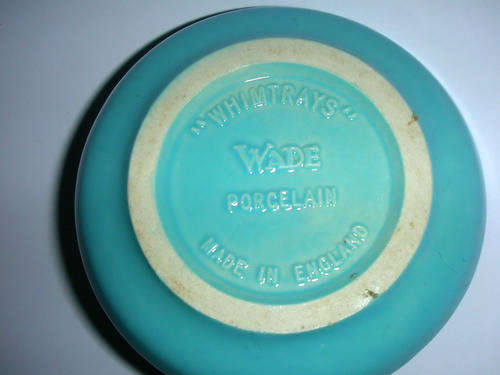 "WHIMTRAYS"
WADE
PORCELAIN
MADE IN ENGLAND